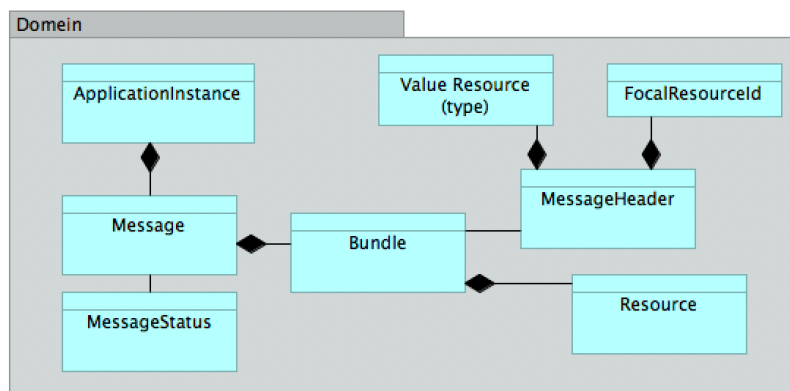 Domein
ApplicationInstance
Value Resource
(type)
FocalResourceId
Message
MessageHeader
Bundle
MessageStatus
Resource